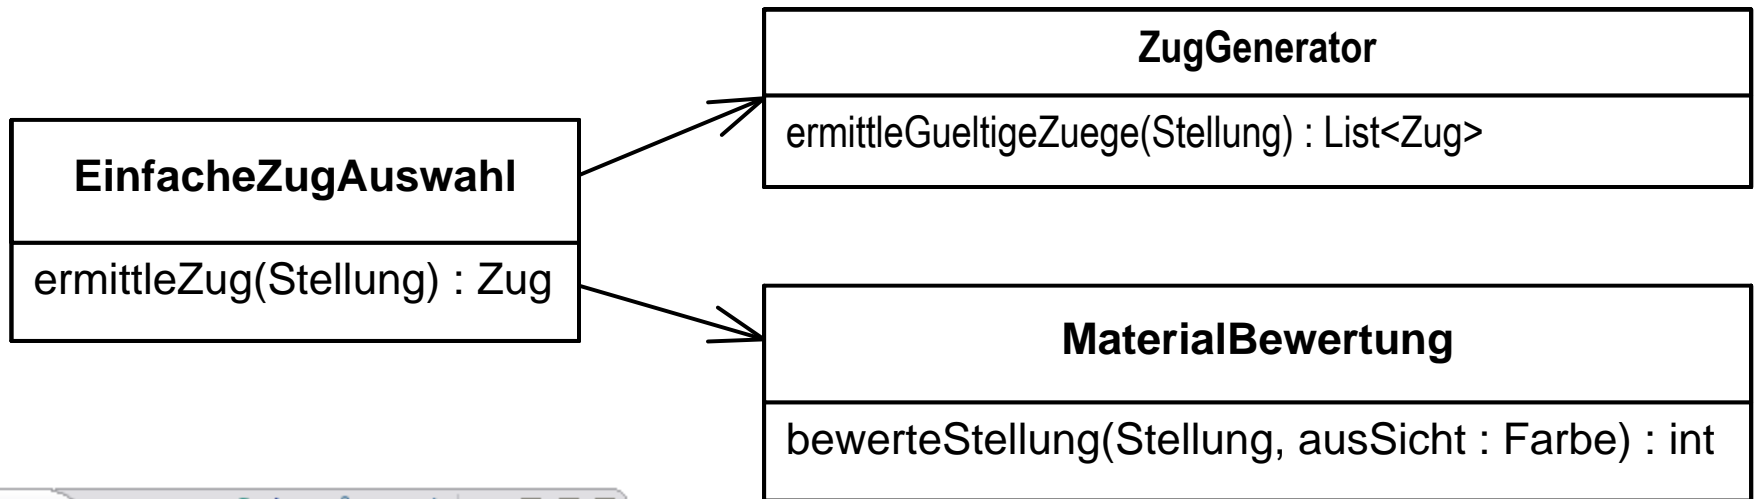 ZugGenerator
ermittleGueltigeZuege(Stellung) : List<Zug>
EinfacheZugAuswahl
ermittleZug(Stellung) : Zug
MaterialBewertung
bewerteStellung(Stellung, ausSicht : Farbe) : int